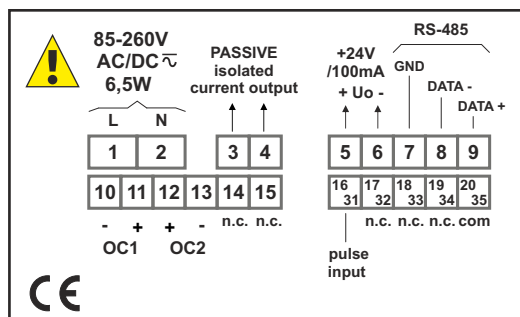 85-260V
AC/DC
6,5W
L N
PASSIVE
isolated
current output
+24V
/100mA
+ Uo -
RS-485
GND
DATA -
DATA +
1 2 3 4 5 6 7 8 9
10 11 12 13 14 15 16 31 17 32 18 33 19 34 20 35
- + + - n.c. n.c. n.c. n.c. n.c. com
OC1 OC2
pulse
input
CE